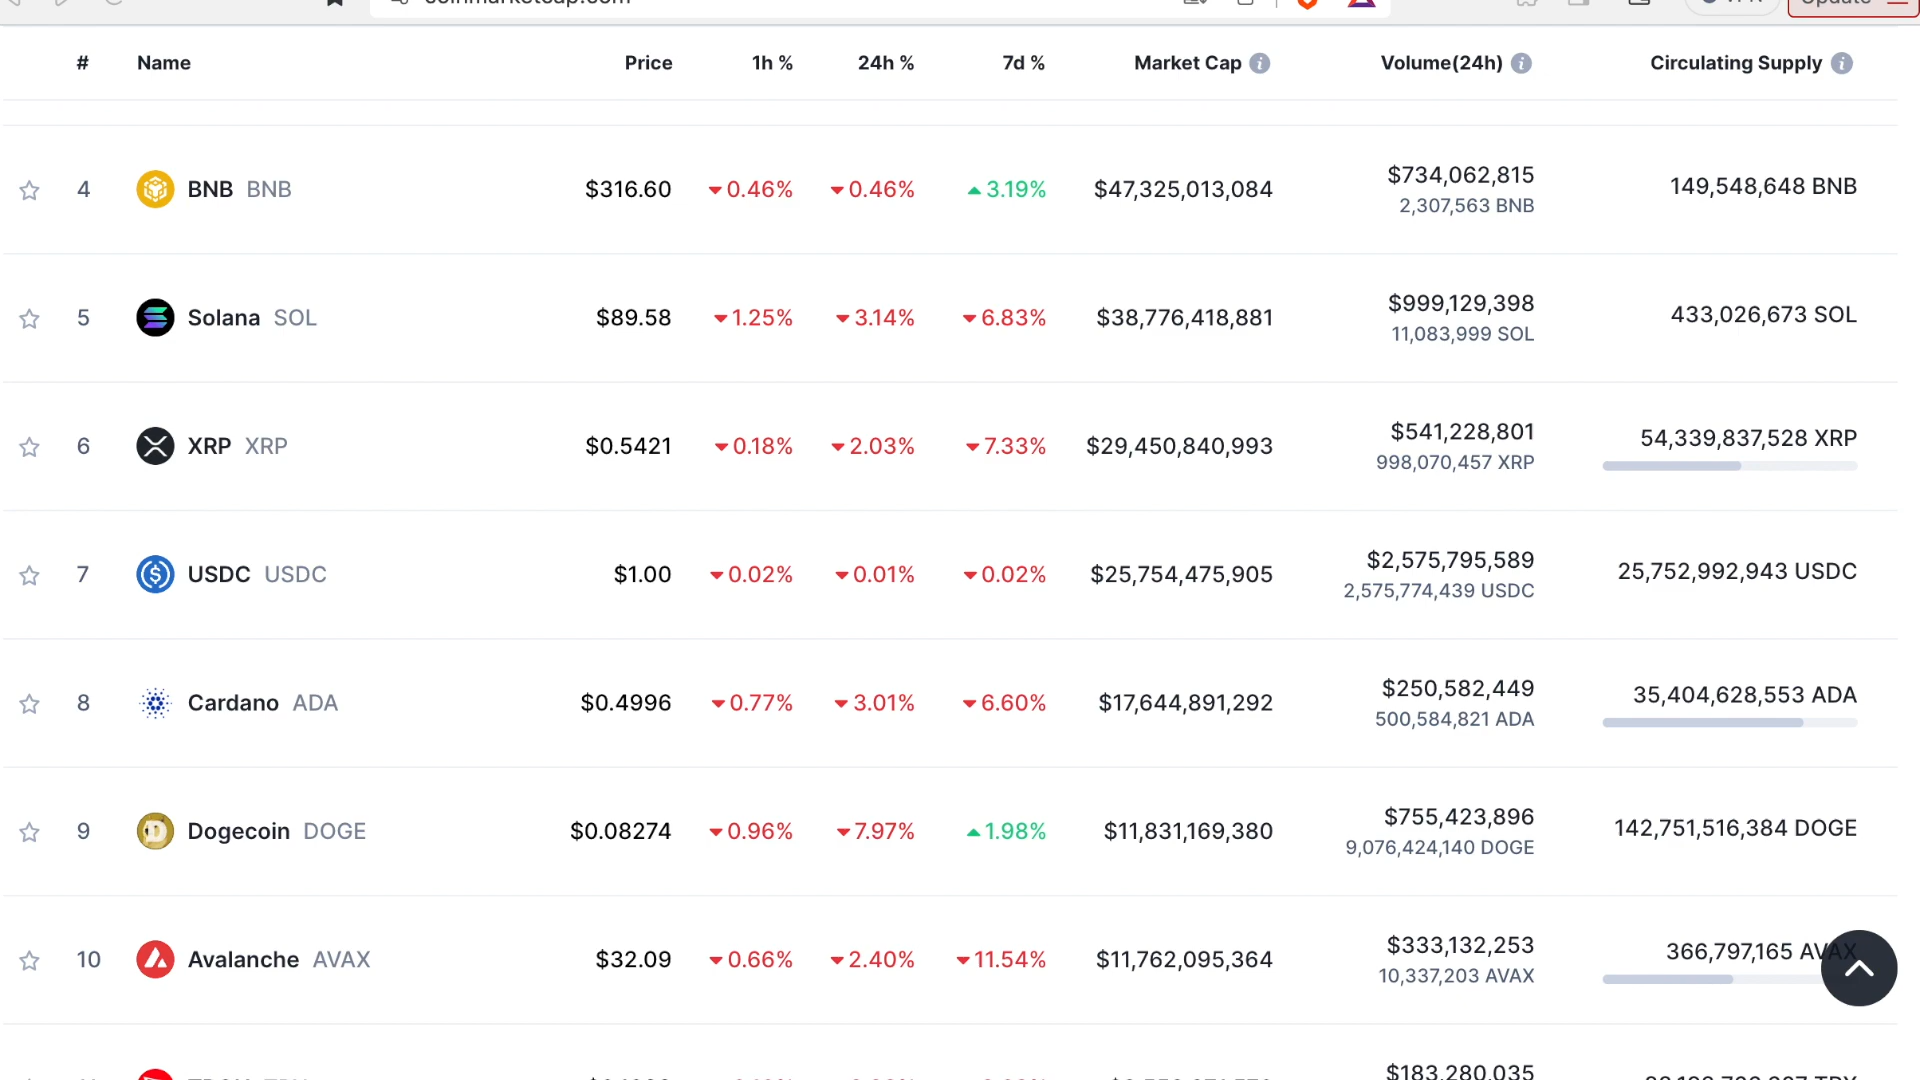 coinmarketcap.com VPN Update
# Name Price 1h % 24h % 7d % Market Cap Volume(24h) Circulating Supply
4 BNB BNB $316.60 0.46% 0.46% 3.19% $47,325,013,084 $734,062,815 149,548,648 BNB
2,307,563 BNB
5 Solana SOL $89.58 1.25% 3.14% 6.83% $38,776,418,881 $999,129,398 433,026,673 SOL
11,083,999 SOL
6 XRP XRP $0.5421 0.18% 2.03% 7.33% $29,450,840,993 $541,228,801 54,339,837,528 XRP
998,070,457 XRP
7 USDC USDC $1.00 0.02% 0.01% 0.02% $25,754,475,905 $2,575,795,589 25,752,992,943 USDC
2,575,774,439 USDC
8 Cardano ADA $0.4996 0.77% 3.01% 6.60% $17,644,891,292 $250,582,449 35,404,628,553 ADA
500,584,821 ADA
9 Dogecoin DOGE $0.08274 0.96% 7.97% 1.98% $11,831,169,380 $755,423,896 142,751,516,384 DOGE
9,076,424,140 DOGE
10 Avalanche AVAX $32.09 0.66% 2.40% 11.54% $11,762,095,364 $333,132,253 366,797,165 AVAX
10,337,203 AVAX
$183,280,035